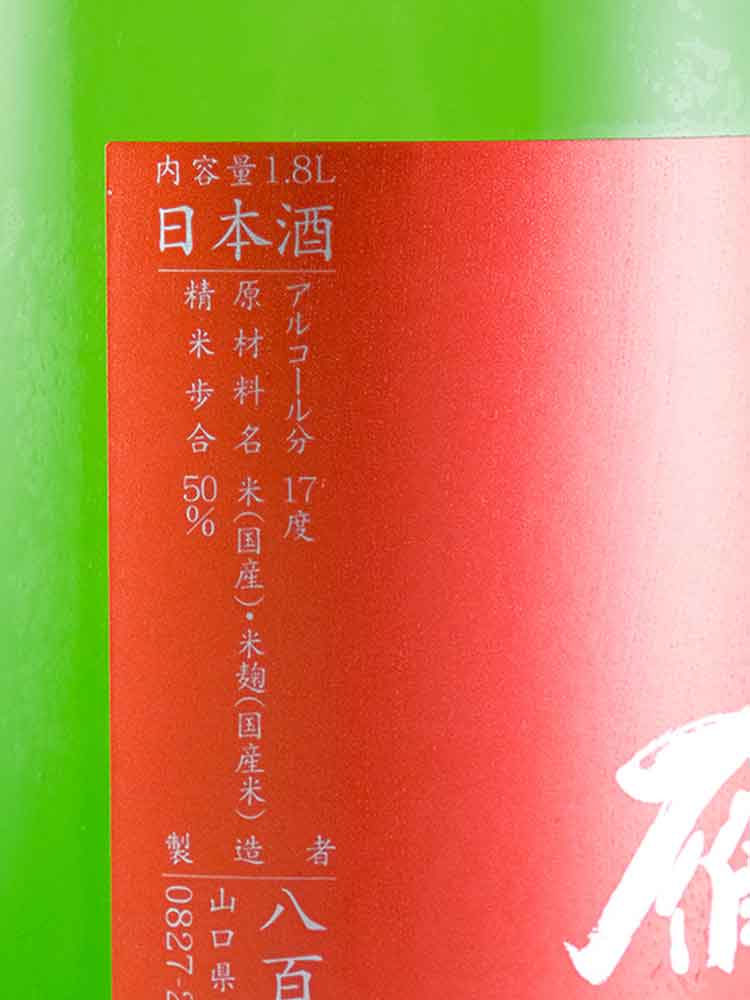 内容量1.8L
日本酒
アルコール分 17度
原材料名 米(国産)・米麹(国産米)
精米歩合 50%
製造者
八百
山口県
0827-2
雁